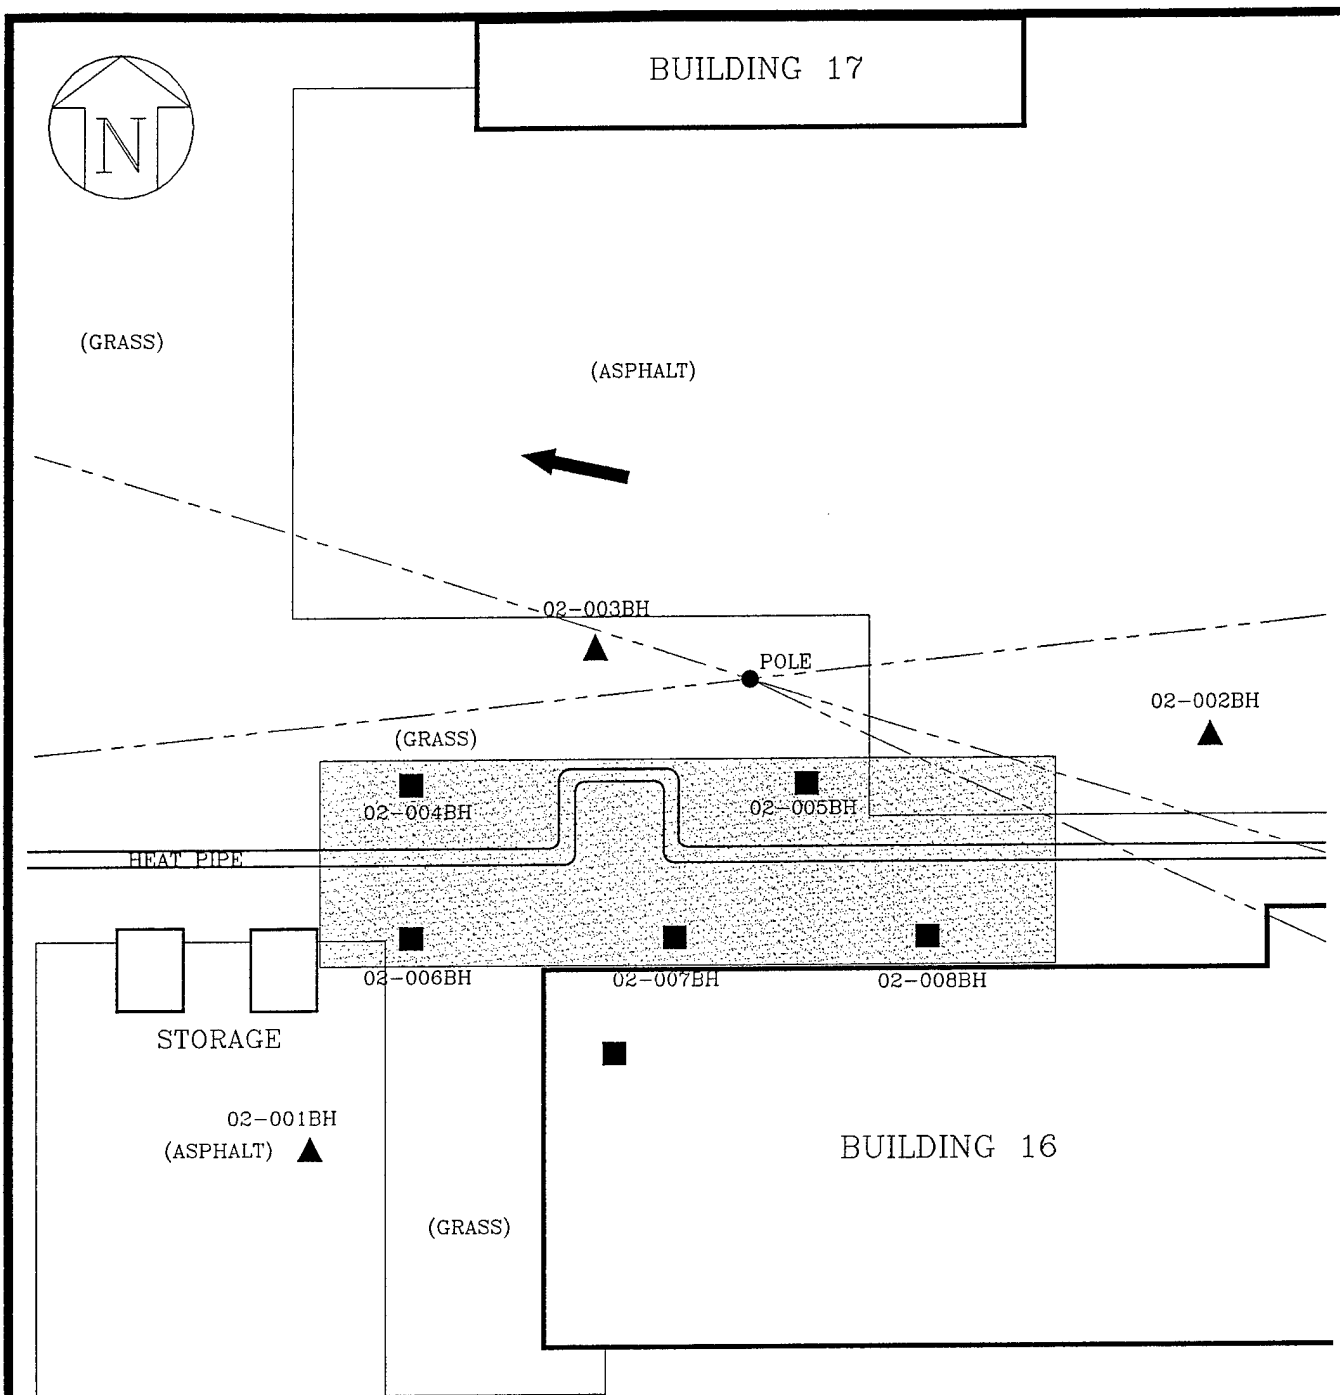 BUILDING 17
N
(GRASS)
(ASPHALT)
02-003BH
POLE
02-002BH
(GRASS)
02-004BH
02-005BH
HEAT PIPE
02-006BH
02-007BH
02-008BH
STORAGE
02-001BH
(ASPHALT)
BUILDING 16
(GRASS)